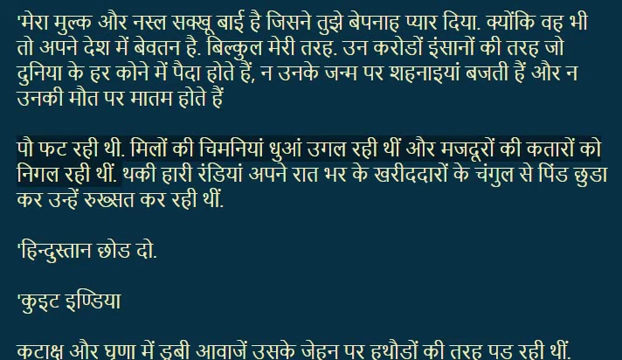 'मेरा मुल्क और नस्ल सक्खू बाई है जिसने तुझे बेपनाह प्यार दिया. क्योंकि वह भी
तो अपने देश में बेवतन है. बिल्कुल मेरी तरह. उन करोडों इंसानों की तरह जो
दुनिया के हर कोने में पैदा होते हैं, न उनके जन्म पर शहनाइयां बजती हैं और न
उनकी मौत पर मातम होते हैं
पौ फट रही थी. मिलों की चिमनियां धुआं उगल रही थीं और मजदूरों की कतारों को
निगल रही थीं. थकी हारी रंडियां अपने रात भर के खरीददारों के चंगुल से पिंड छुडा
कर उन्हें रुख्सत कर रही थीं.
'हिन्दुस्तान छोड दो.
'कुइट इण्डिया
कटाक्ष और घृणा में डूबी आवाजें उसके जेहन पर हथौडों की तरह पड रही थीं.